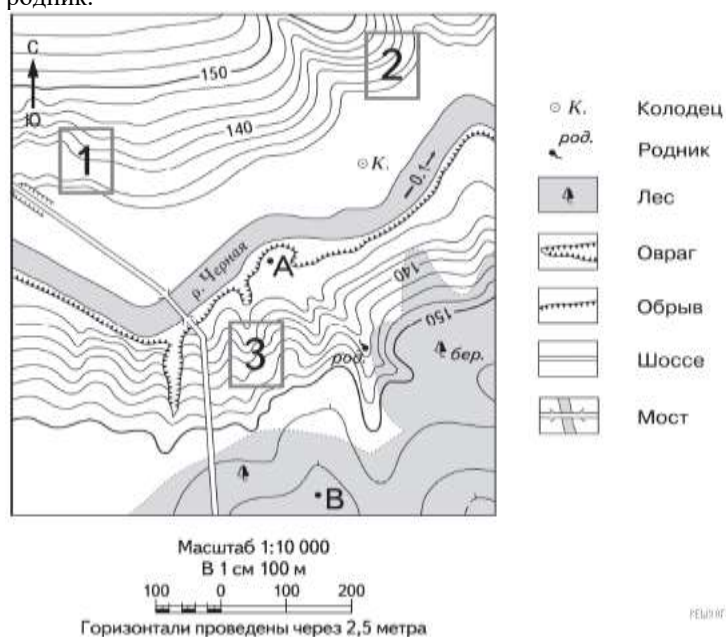 родник.
С
Ю
150
140
1
2
К.
0.1
р. Черная
А
140
150
3
род.
бер.
В
К. Колодец
род. Родник
Лес
Овраг
Обрыв
Шоссе
Мост
Масштаб 1:10 000
В 1 см 100 м
100 0 100 200
Горизонтали проведены через 2,5 метра